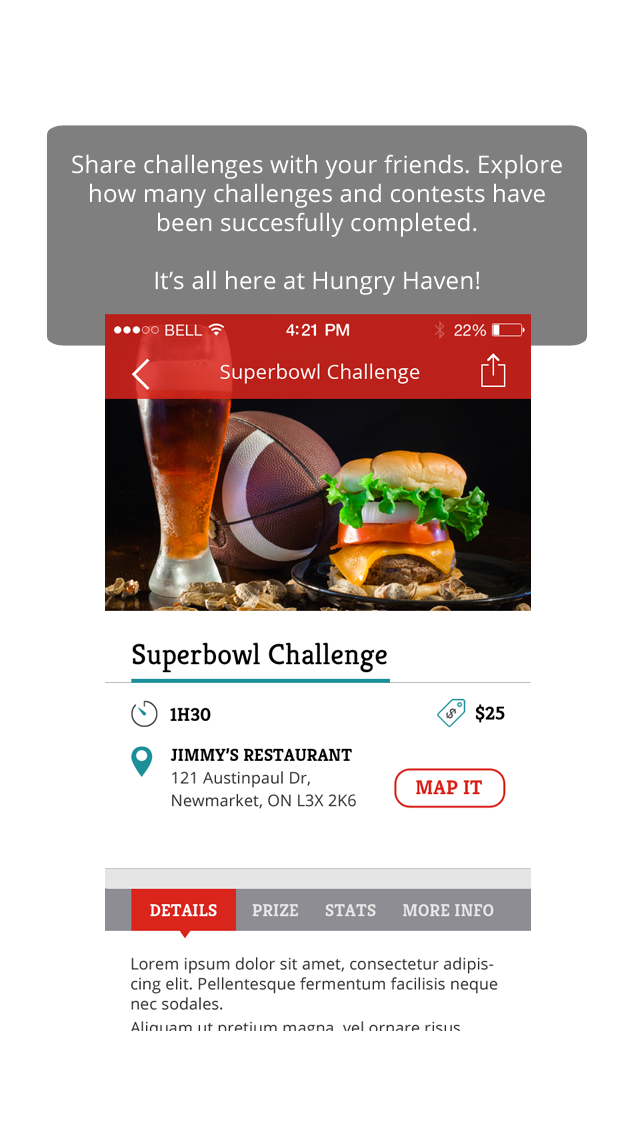 Share challenges with your friends. Explore
how many challenges and contests have
been succesfully completed.
It's all here at Hungry Haven!
BELL 4:21 PM 22%
Superbowl Challenge
Superbowl Challenge
1H30 $25
JIMMY'S RESTAURANT
121 Austinpaul Dr,
Newmarket, ON L3X 2K6
MAP IT
DETAILS PRIZE STATS MORE INFO
Lorem ipsum dolor sit amet, consectetur adipis-
cing elit. Pellentesque fermentum facilisis neque
nec sodales.
Aliquam ut pretium magna, vel ornare risus